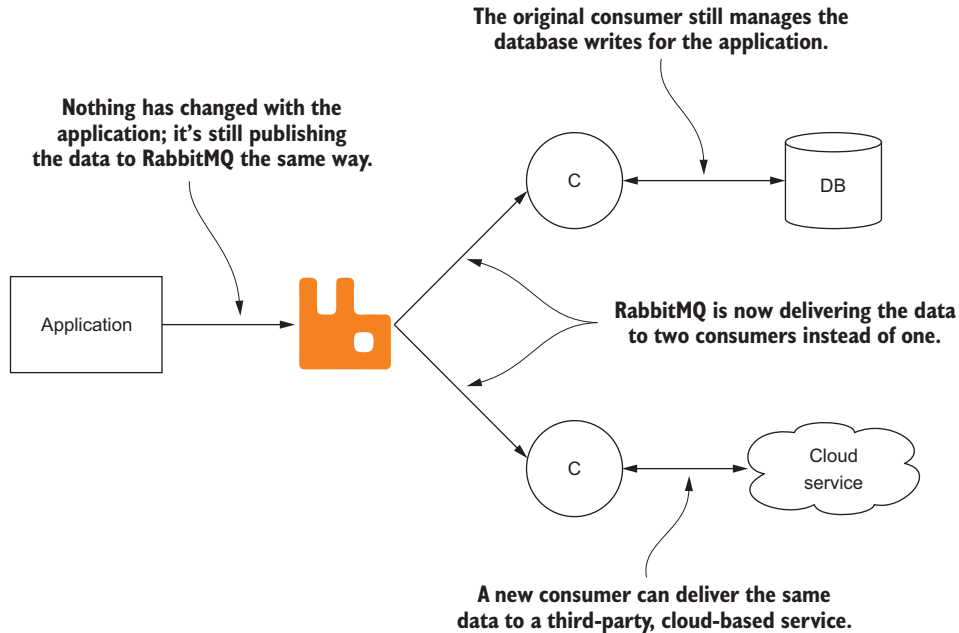 The original consumer still manages the
database writes for the application.
Nothing has changed with the
application; it's still publishing
the data to RabbitMQ the same way.
C
DB
Application
RabbitMQ is now delivering the data
to two consumers instead of one.
C
Cloud
service
A new consumer can deliver the same
data to a third-party, cloud-based service.